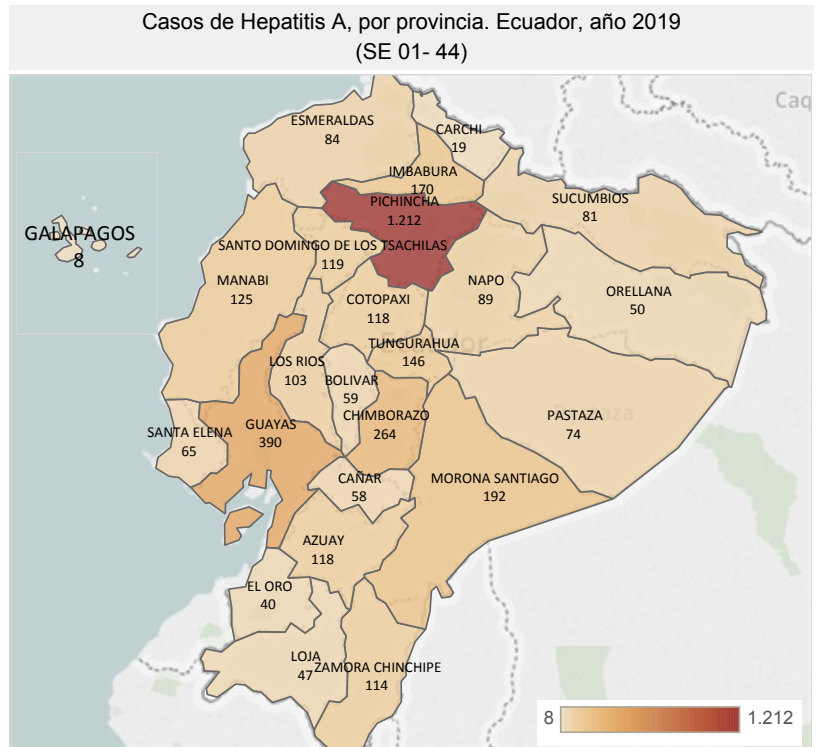 Casos de Hepatitis A, por provincia. Ecuador, año 2019
(SE 01- 44)
Caq
ESMERALDAS
84
CARCHI
19
IMBABURA
170
PICHINCHA
1.212
SUCUMBIOS
81
GALAPAGOS
8
SANTO DOMINGO DE LOS TSACHILAS
119
MANABI
125
NAPO
89
ORELLANA
50
COTOPAXI
118
Ecuador
TUNGURAHUA
146
LOS RIOS
103
BOLIVAR
59
CHIMBORAZO
264
PASTAZA
74
GUAYAS
390
SANTA ELENA
65
CAÑAR
58
MORONA SANTIAGO
192
AZUAY
118
EL ORO
40
LOJA
47
ZAMORA CHINCHIPE
114
8
1.212